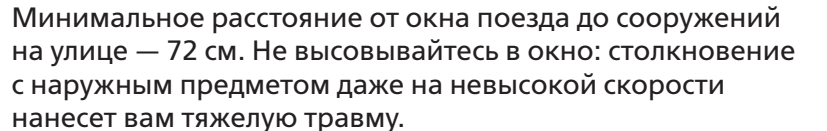 Минимальное расстояние от окна поезда до сооружений
на улице — 72 см. Не высовывайтесь в окно: столкновение
с наружным предметом даже на невысокой скорости
нанесет вам тяжелую травму.